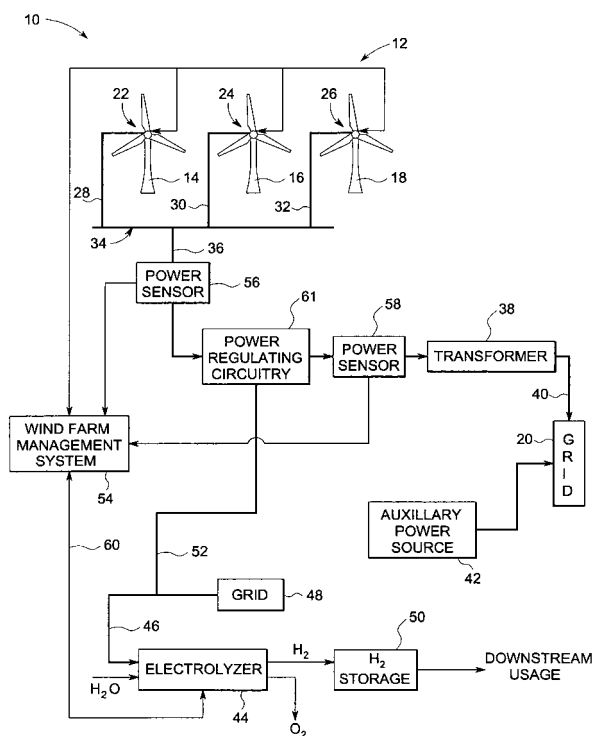 10
12
22
24
26
14
16
18
28
30
32
34
36
POWER
SENSOR
56
61
58
38
POWER
REGULATING
CIRCUITRY
POWER
SENSOR
TRANSFORMER
40
20
GRID
WIND FARM
MANAGEMENT
SYSTEM
54
AUXILLARY
POWER
SOURCE
42
60
52
GRID
48
46
50
H2O
ELECTROLYZER
44
H2
O2
H2
STORAGE
DOWNSTREAM
USAGE